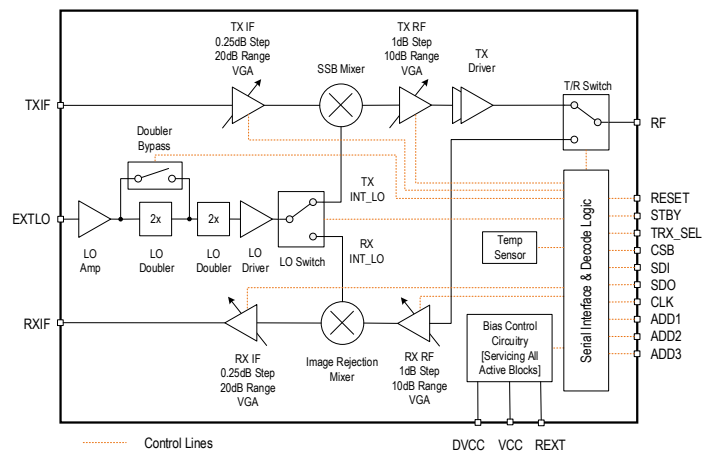 TX IF
0.25dB Step
20dB Range
VGA
SSB Mixer
TX RF
1dB Step
10dB Range
VGA
TX
Driver
T/R Switch
TXIF
RF
Doubler
Bypass
TX
INT_LO
EXTLO
2x
2x
LO
Amp
LO
Doubler
LO
Doubler
LO
Driver
LO Switch
RX
INT_LO
Temp
Sensor
Serial Interface & Decode Logic
RESET
STBY
TRX_SEL
CSB
SDI
SDO
CLK
ADD1
ADD2
ADD3
RXIF
RX IF
0.25dB Step
20dB Range
VGA
Image Rejection
Mixer
RX RF
1dB Step
10dB Range
VGA
Bias Control
Circuitry
[Servicing All
Active Blocks]
Control Lines
DVCC
VCC
REXT